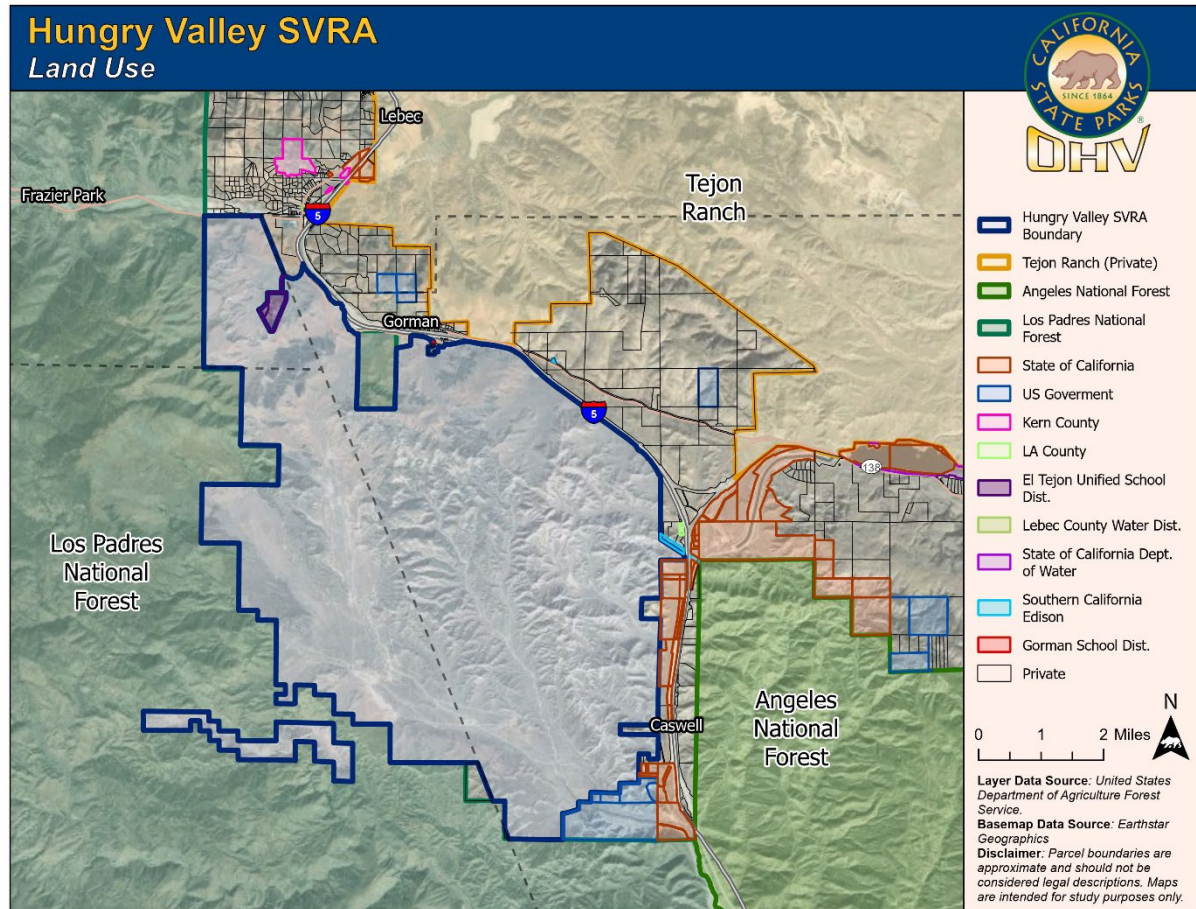 Hungry Valley SVRA
Land Use
CALIFORNIA
STATE PARKS
SINCE 1864
OHV
®
Lebec
Frazier Park
5
Tejon
Ranch
Gorman
5
138
Los Padres
National
Forest
Caswell
Angeles
National
Forest
Hungry Valley SVRA
Boundary
Tejon Ranch (Private)
Angeles National Forest
Los Padres National
Forest
State of California
US Goverment
Kern County
LA County
El Tejon Unified School
Dist.
Lebec County Water Dist.
State of California Dept.
of Water
Southern California
Edison
Gorman School Dist.
Private
N
0 1 2 Miles
Layer Data Source: United States
Department of Agriculture Forest
Service.
Basemap Data Source: Earthstar
Geographics
Disclaimer: Parcel boundaries are
approximate and should not be
considered legal descriptions. Maps
are intended for study purposes only.